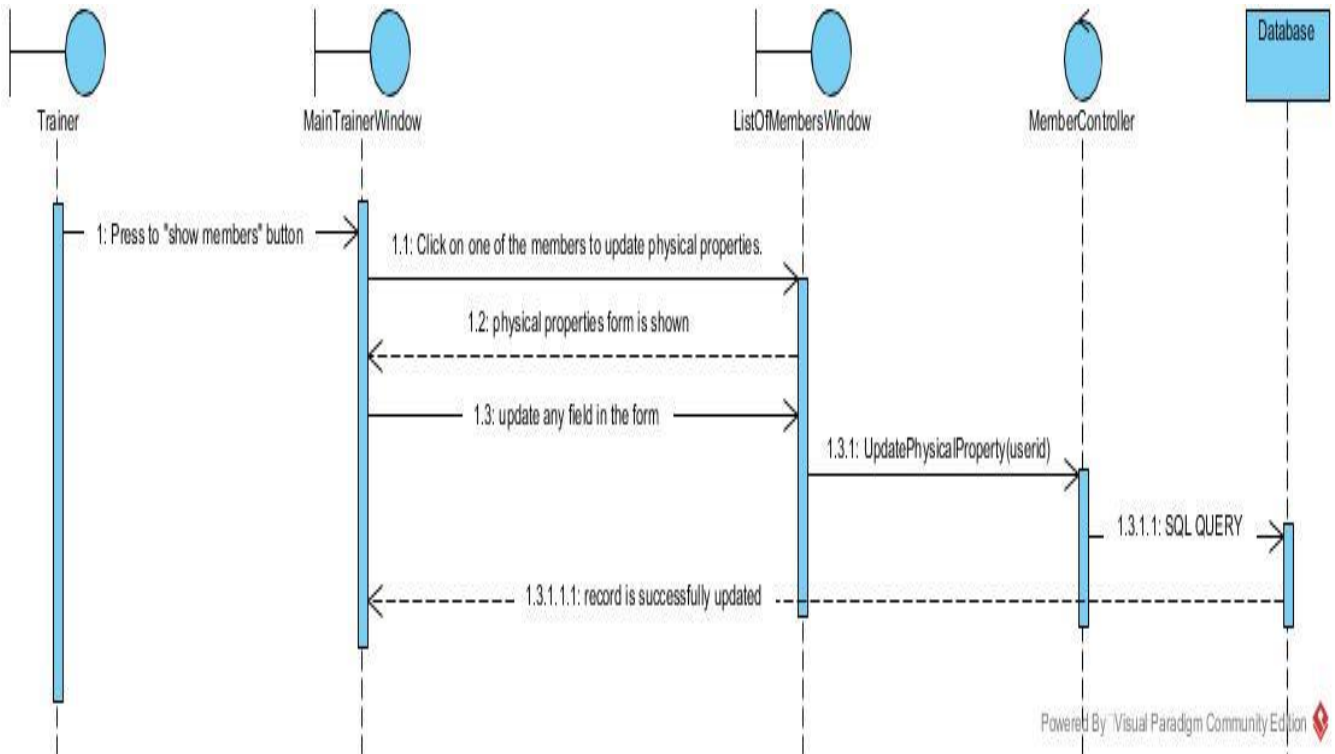 Database
Trainer
MainTrainerWindow
ListOfMembersWindow
MemberController
1: Press to "show members" button
1.1: Click on one of the members to update physical properties.
1.2: physical properties form is shown
1.3: update any field in the form
1.3.1: UpdatePhysicalProperty(userid)
1.3.1.1: SQL QUERY
1.3.1.1.1: record is successfully updated
Powered By Visual Paradigm Community Edition